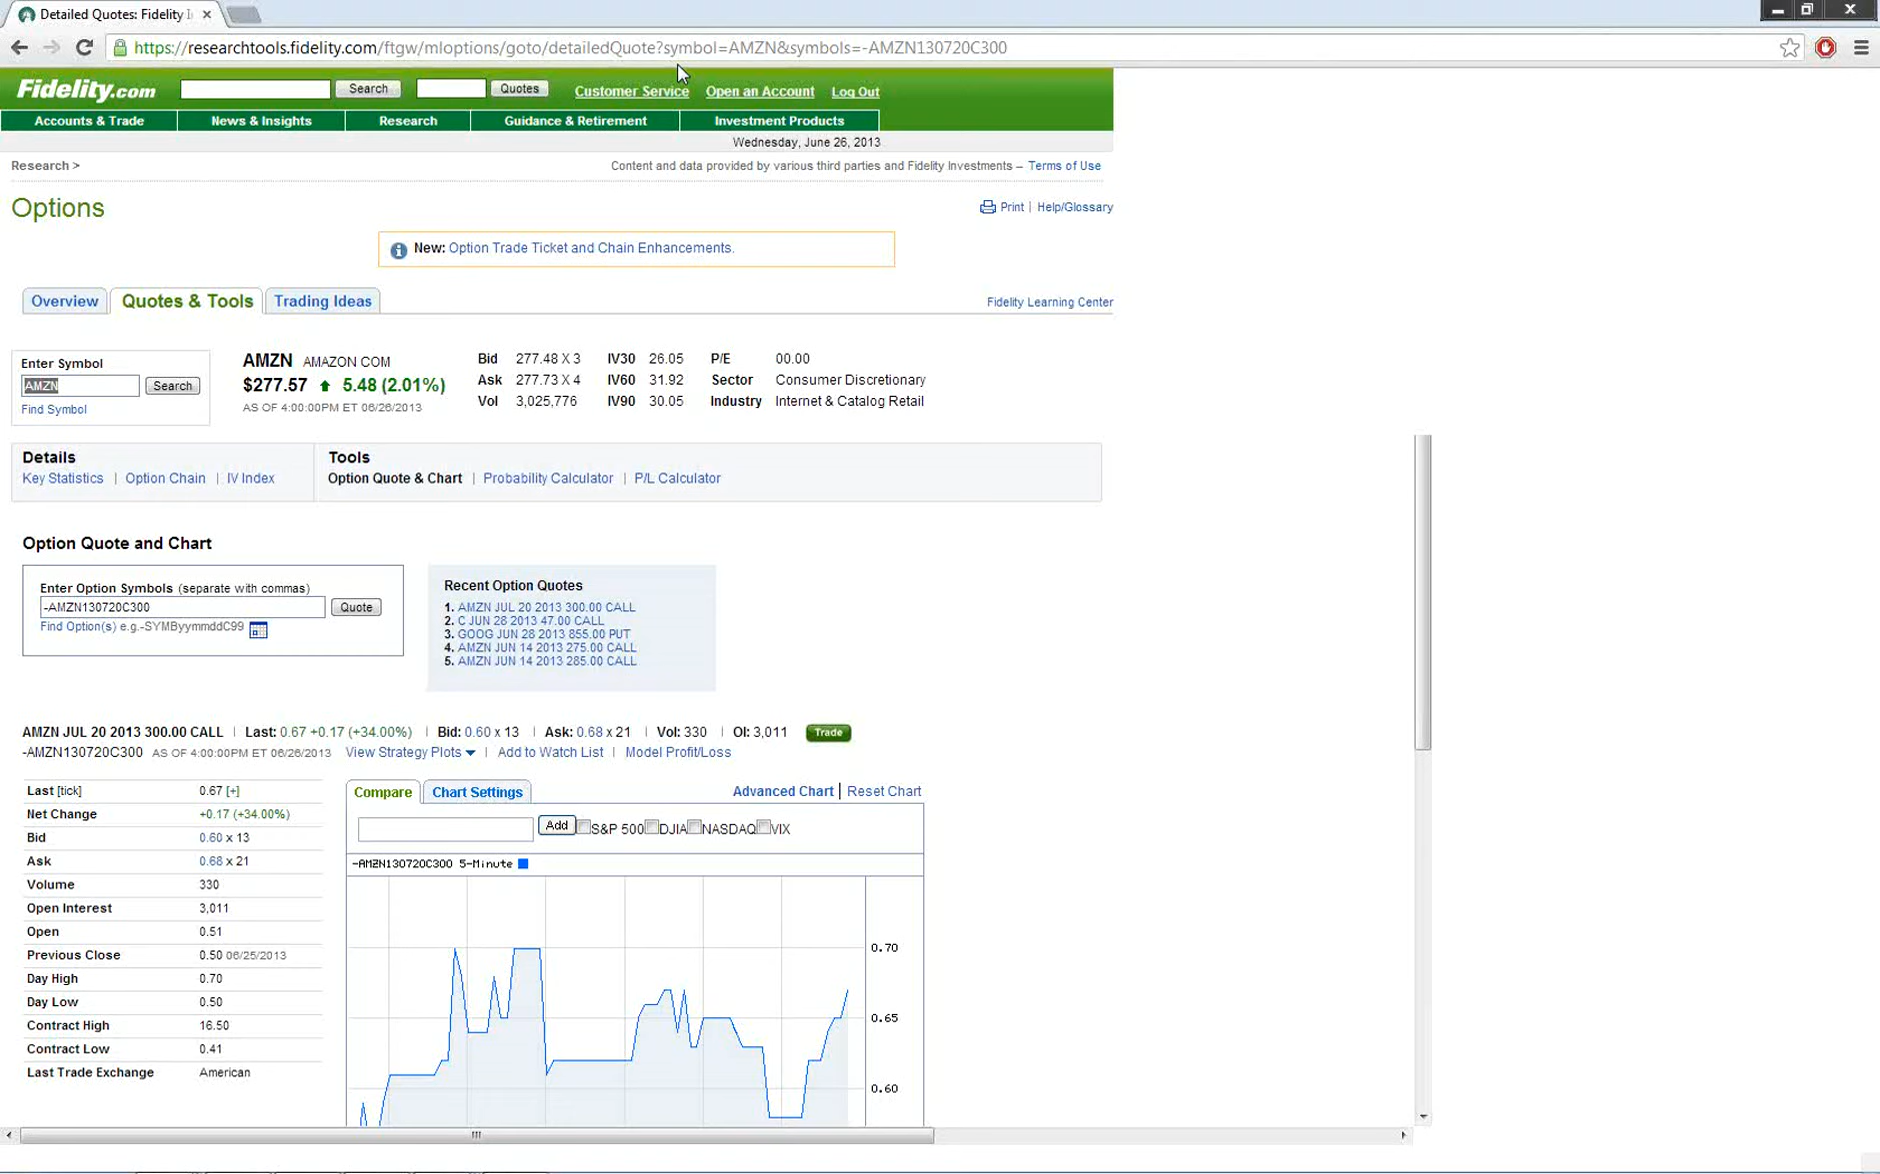 Detailed Quotes: Fidelity I
https://researchtools.fidelity.com/ftgw/mloptions/goto/detailedQuote?symbol=AMZN&symbols=-AMZN130720C300
Fidelity.com Search Quotes Customer Service Open an Account Log Out
Accounts & Trade News & Insights Research Guidance & Retirement Investment Products
Wednesday, June 26, 2013
Research > Content and data provided by various third parties and Fidelity Investments – Terms of Use
Options Print | Help/Glossary
New: Option Trade Ticket and Chain Enhancements.
Overview Quotes & Tools Trading Ideas Fidelity Learning Center
Enter Symbol
AMZN Search
Find Symbol
AMZN AMAZON COM
$277.57 5.48 (2.01%)
AS OF 4:00:00PM ET 06/26/2013
Bid 277.48 X 3 IV30 26.05 P/E 00.00
Ask 277.73 X 4 IV60 31.92 Sector Consumer Discretionary
Vol 3,025,776 IV90 30.05 Industry Internet & Catalog Retail
Details
Key Statistics | Option Chain | IV Index
Tools
Option Quote & Chart | Probability Calculator | P/L Calculator
Option Quote and Chart
Enter Option Symbols (separate with commas)
-AMZN130720C300 Quote
Find Option(s) e.g.-SYMByymmddC99
Recent Option Quotes
1. AMZN JUL 20 2013 300.00 CALL
2. C JUN 28 2013 47.00 CALL
3. GOOG JUN 28 2013 855.00 PUT
4. AMZN JUN 14 2013 275.00 CALL
5. AMZN JUN 14 2013 285.00 CALL
AMZN JUL 20 2013 300.00 CALL | Last: 0.67 +0.17 (+34.00%) | Bid: 0.60 x 13 | Ask: 0.68 x 21 | Vol: 330 | OI: 3,011 Trade
-AMZN130720C300 AS OF 4:00:00PM ET 06/26/2013 View Strategy Plots | Add to Watch List | Model Profit/Loss
Last [tick] 0.67 [+]
Net Change +0.17 (+34.00%)
Bid 0.60 x 13
Ask 0.68 x 21
Volume 330
Open Interest 3,011
Open 0.51
Previous Close 0.50 06/25/2013
Day High 0.70
Day Low 0.50
Contract High 16.50
Contract Low 0.41
Last Trade Exchange American
Compare Chart Settings Advanced Chart | Reset Chart
Add S&P 500 DJIA NASDAQ VIX
-AMZN130720C300 5-Minute
0.70
0.65
0.60